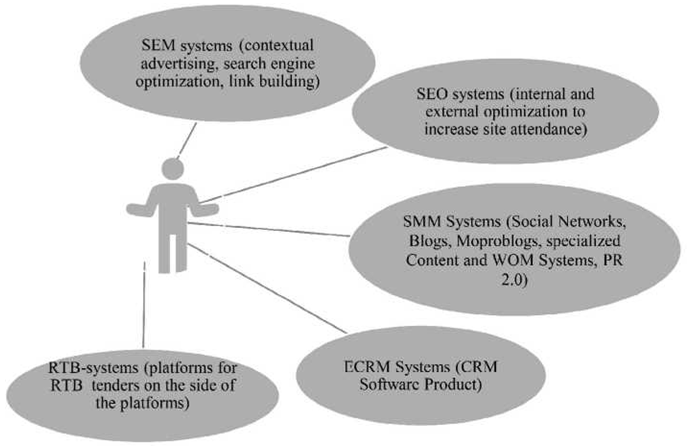 SEM systems (contextual
advertising, search engine
optimization, link building)
SEO systems (internal and
external optimization to
increase site attendance)
SMM Systems (Social Networks,
Blogs, Moproblogs, specialized
Content and WOM Systems, PR
2.0)
ECRM Systems (CRM
Software Product)
RTB-systems (platforms for
RTB tenders on the side of
the platforms)